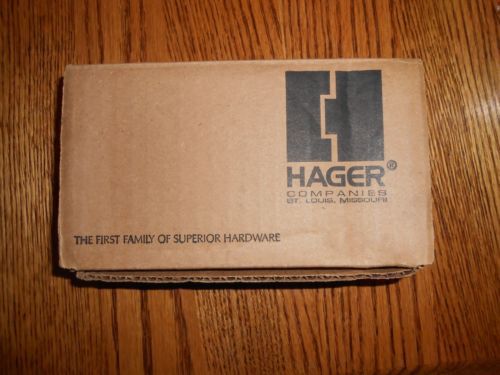 HAGER®
COMPANIES
ST. LOUIS, MISSOURI
THE FIRST FAMILY OF SUPERIOR HARDWARE